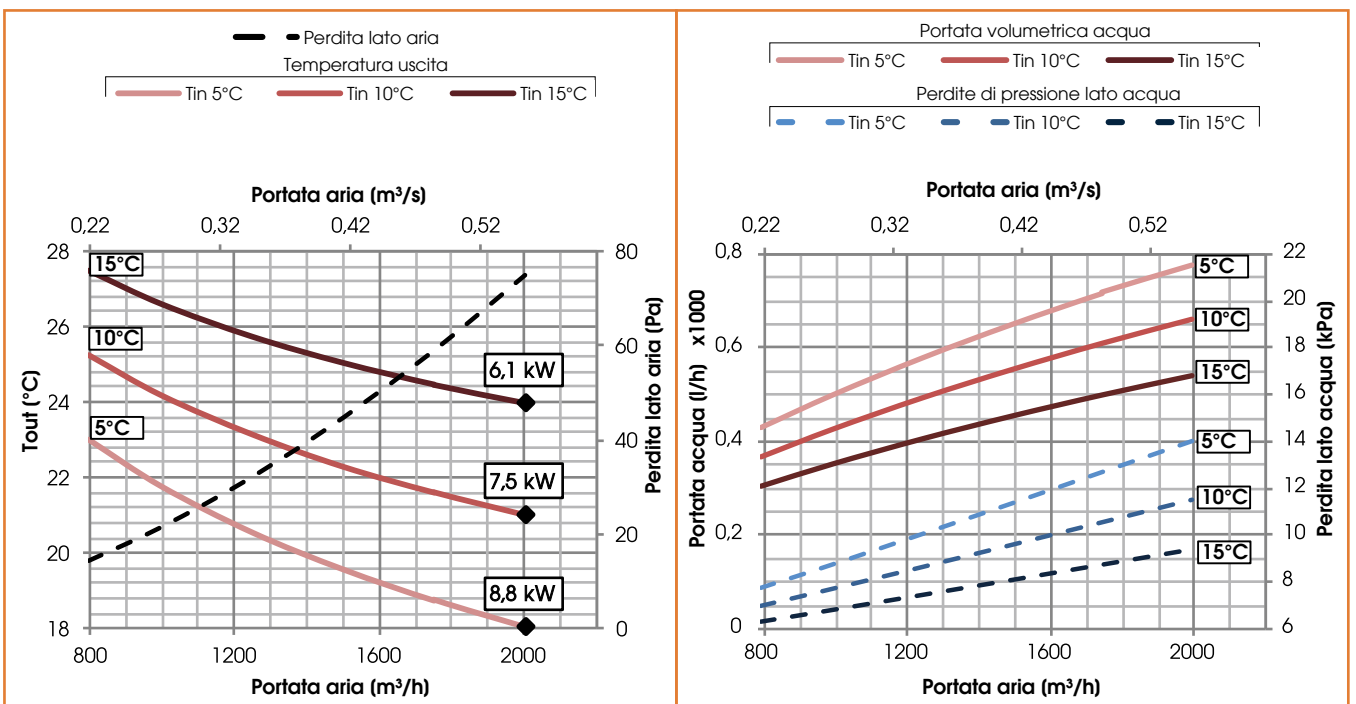 Perdita lato aria
Temperatura uscita
Tin 5°C Tin 10°C Tin 15°C
Portata aria (m³/s)
0,22 0,32 0,42 0,52
28 80
15°C
26
10°C
60
6,1 kW
24
5°C
40
22
7,5 kW
20
20
8,8 kW
18 0
800 1200 1600 2000
Portata aria (m³/h)
Tout (°C)
Perdita lato aria (Pa)
Portata volumetrica acqua
Tin 5°C Tin 10°C Tin 15°C
Perdite di pressione lato acqua
Tin 5°C Tin 10°C Tin 15°C
Portata aria (m³/s)
0,22 0,32 0,42 0,52
0,8 22
5°C
20
10°C
0,6 18
15°C
16
0,4 14
5°C
12
10°C
0,2 10
15°C
8
0 6
800 1200 1600 2000
Portata aria (m³/h)
Portata acqua (l/h) x1000
Perdita lato acqua (kPa)